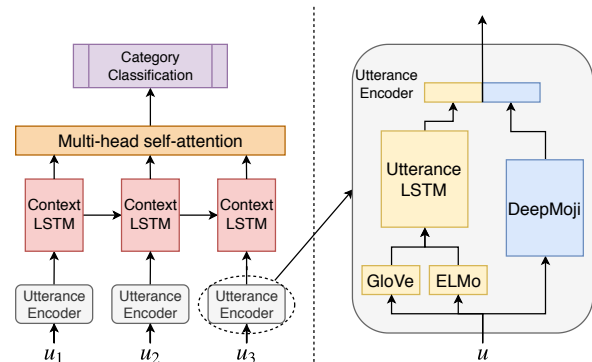 Category
Classification
Multi-head self-attention
Context
LSTM
Context
LSTM
Context
LSTM
Utterance
Encoder
Utterance
Encoder
Utterance
Encoder
u1
u2
u3
Utterance
Encoder
Utterance
LSTM
DeepMoji
GloVe
ELMo
u